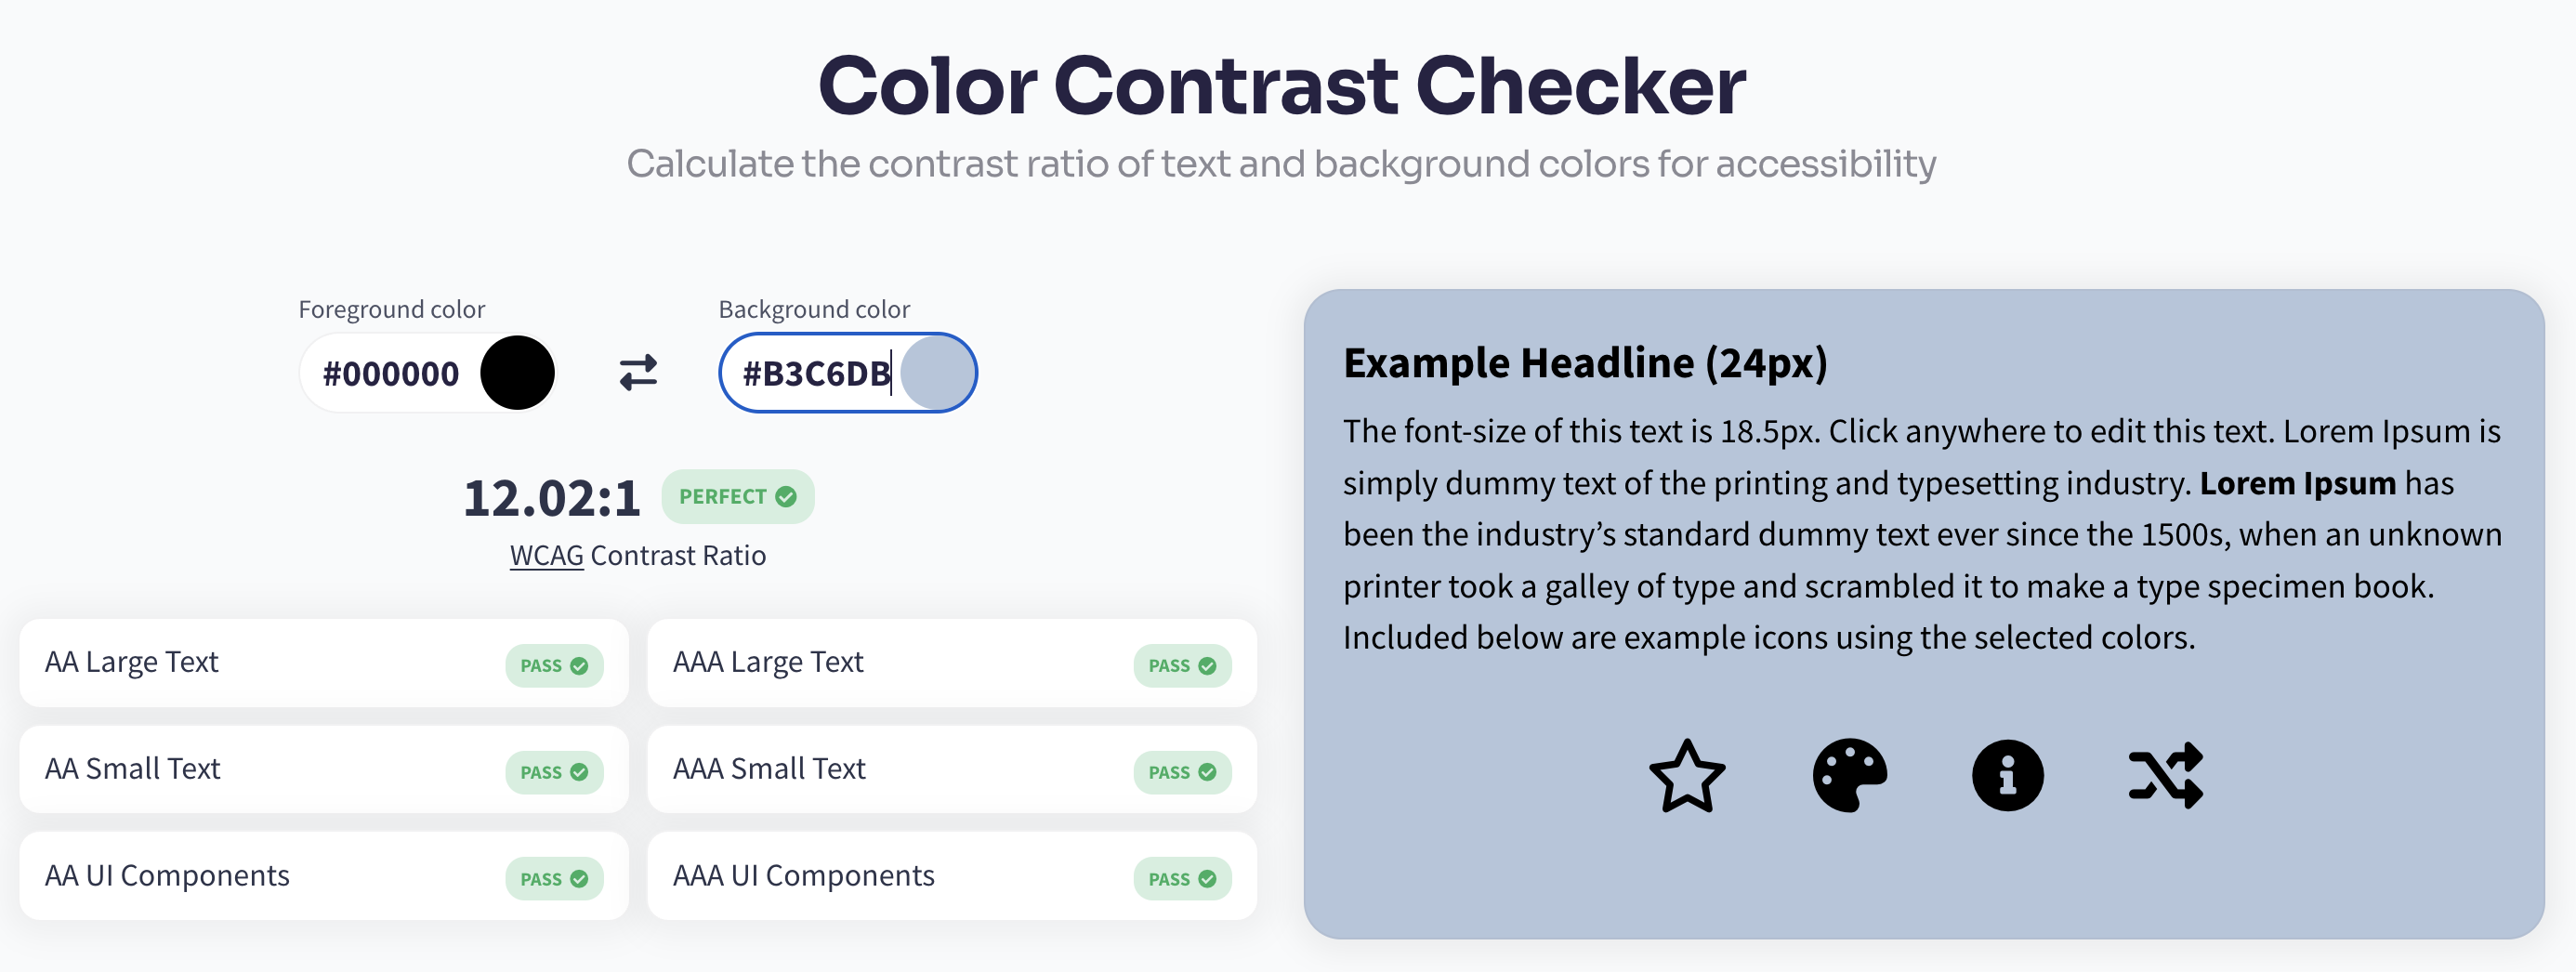 Color Contrast Checker
Calculate the contrast ratio of text and background colors for accessibility
Foreground color
#000000
Background color
#B3C6DB
12.02:1 PERFECT
WCAG Contrast Ratio
AA Large Text PASS
AAA Large Text PASS
AA Small Text PASS
AAA Small Text PASS
AA UI Components PASS
AAA UI Components PASS
Example Headline (24px)
The font-size of this text is 18.5px. Click anywhere to edit this text. Lorem Ipsum is
simply dummy text of the printing and typesetting industry. Lorem Ipsum has
been the industry’s standard dummy text ever since the 1500s, when an unknown
printer took a galley of type and scrambled it to make a type specimen book.
Included below are example icons using the selected colors.